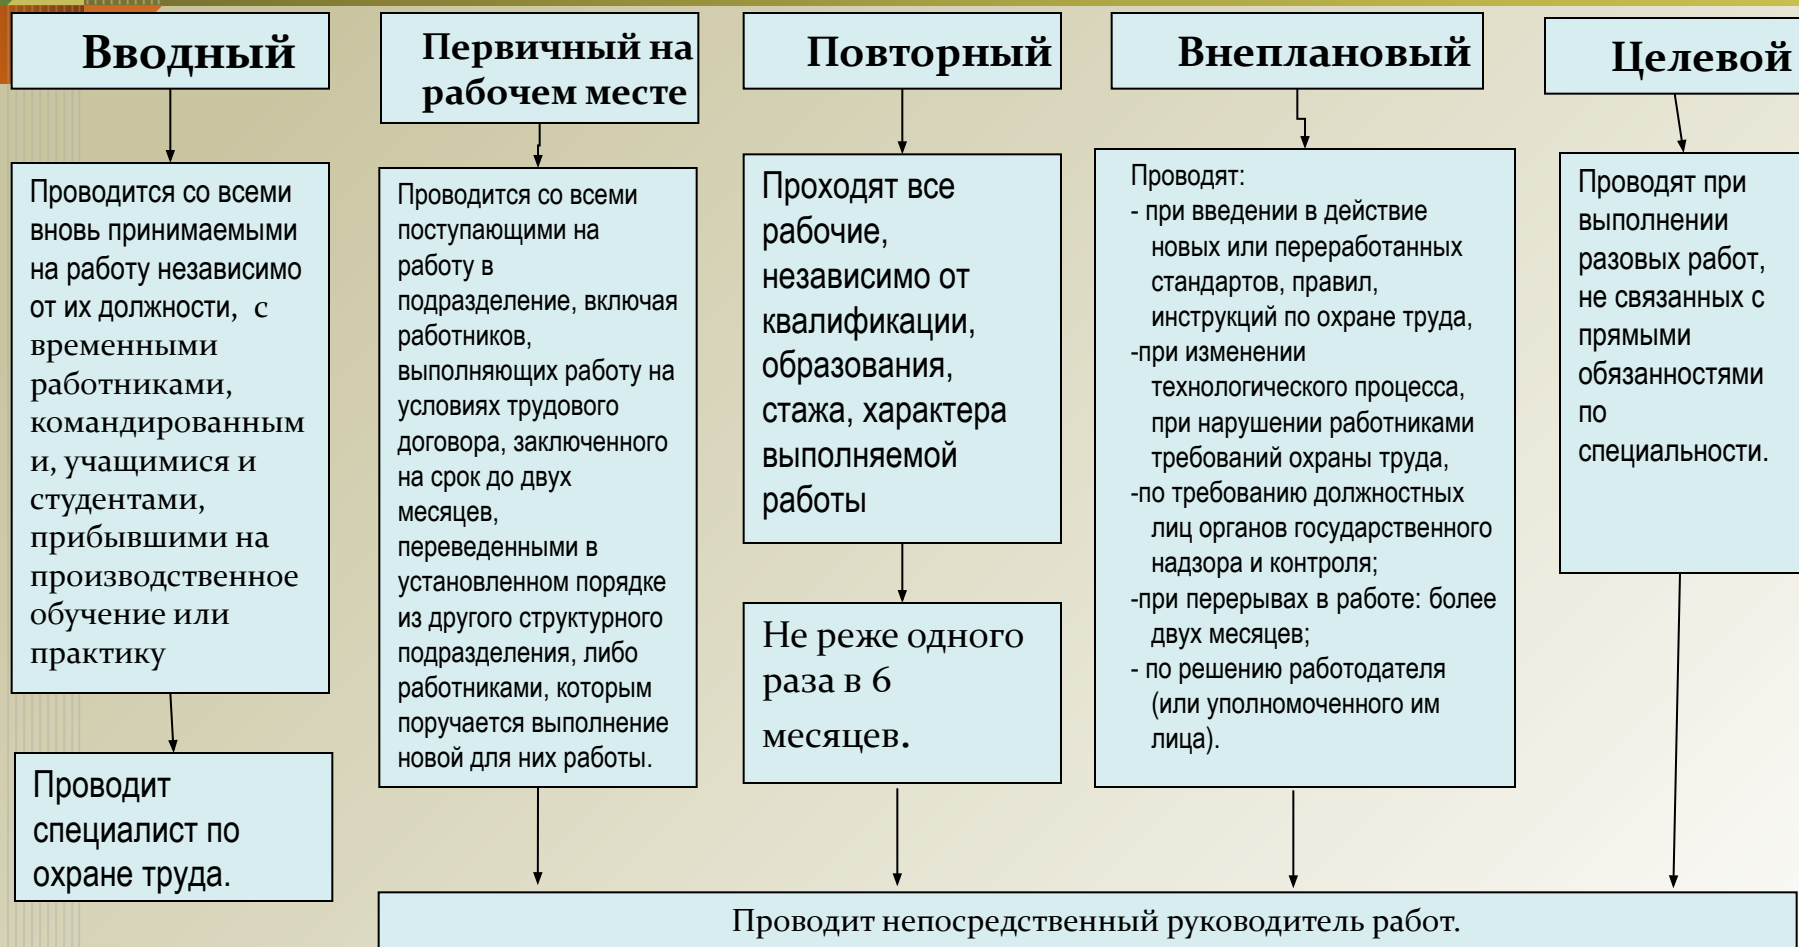 Вводный
Проводится со всеми
вновь принимаемыми
на работу независимо
от их должности, с
временными
работниками,
командированным
и, учащимися и
студентами,
прибывшими на
производственное
обучение или
практику
Проводит
специалист по
охране труда.
Первичный на
рабочем месте
Проводится со всеми
поступающими на
работу в
подразделение, включая
работников,
выполняющих работу на
условиях трудового
договора, заключенного
на срок до двух
месяцев,
переведенными в
установленном порядке
из другого структурного
подразделения, либо
работниками, которым
поручается выполнение
новой для них работы.
Повторный
Проходят все
рабочие,
независимо от
квалификации,
образования,
стажа, характера
выполняемой
работы
Не реже одного
раза в 6
месяцев.
Внеплановый
Проводят:
- при введении в действие
новых или переработанных
стандартов, правил,
инструкций по охране труда,
-при изменении
технологического процесса,
при нарушении работниками
требований охраны труда,
-по требованию должностных
лиц органов государственного
надзора и контроля;
-при перерывах в работе: более
двух месяцев;
- по решению работодателя
(или уполномоченного им
лица).
Целевой
Проводят при
выполнении
разовых работ,
не связанных с
прямыми
обязанностями
по
специальности.
Проводит непосредственный руководитель работ.